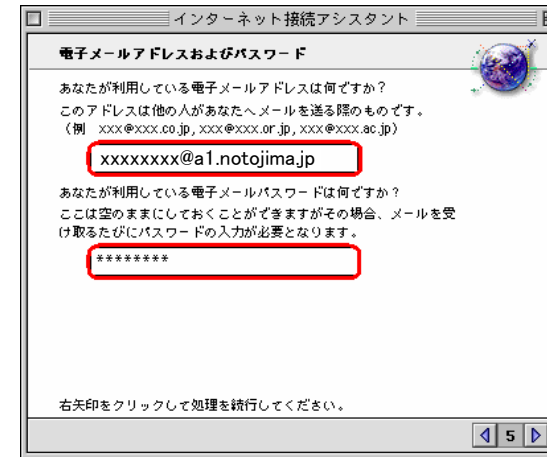 インターネット接続アシスタント
電子メールアドレスおよびパスワード
あなたが利用している電子メールアドレスは何ですか？
このアドレスは他の人があなたへメールを送る際のものです。
（例　xxx@xxx.co.jp, xxx@xxx.or.jp, xxx@xxx.ac.jp）
xxxxxxxx@a1.notojima.jp
あなたが利用している電子メールパスワードは何ですか？
ここは空のままにしておくことができますがその場合、メールを受
け取るたびにパスワードの入力が必要となります。
********
右矢印をクリックして処理を続行してください。
5